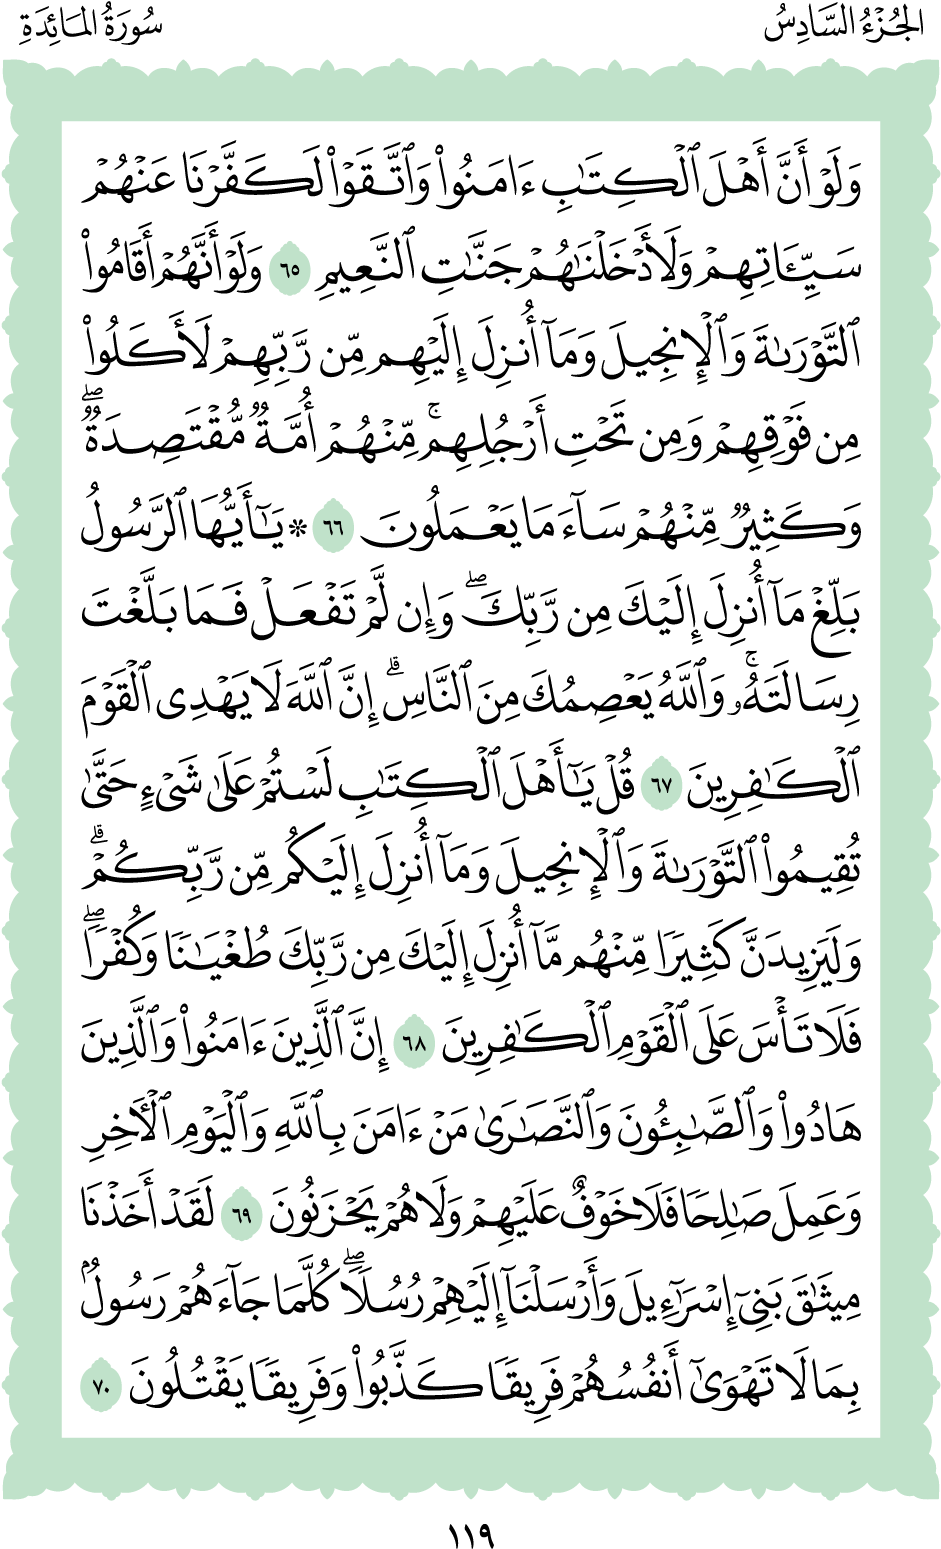 الجُزْءُ السَّادِسُ
سُورَةُ المَائِدَةِ
وَلَوۡ أَنَّ أَهۡلَ ٱلۡكِتَٰبِ ءَامَنُواْ وَٱتَّقَوۡاْ لَكَفَّرۡنَا عَنۡهُمۡ
سَيِّـَٔاتِهِمۡ وَلَأَدۡخَلۡنَٰهُمۡ جَنَّٰتِ ٱلنَّعِيمِ ٦٥ وَلَوۡ أَنَّهُمۡ أَقَامُواْ
ٱلتَّوۡرَىٰةَ وَٱلۡإِنجِيلَ وَمَآ أُنزِلَ إِلَيۡهِم مِّن رَّبِّهِمۡ لَأَكَلُواْ
مِن فَوۡقِهِمۡ وَمِن تَحۡتِ أَرۡجُلِهِمۚ مِّنۡهُمۡ أُمَّةٞ مُّقۡتَصِدَةٞۖ
وَكَثِيرٞ مِّنۡهُمۡ سَآءَ مَا يَعۡمَلُونَ ٦٦ ۞ يَٰٓأَيُّهَا ٱلرَّسُولُ
بَلِّغۡ مَآ أُنزِلَ إِلَيۡكَ مِن رَّبِّكَۖ وَإِن لَّمۡ تَفۡعَلۡ فَمَا بَلَّغۡتَ
رِسَالَتَهُۥۚ وَٱللَّهُ يَعۡصِمُكَ مِنَ ٱلنَّاسِۗ إِنَّ ٱللَّهَ لَا يَهۡدِي ٱلۡقَوۡمَ
ٱلۡكَٰفِرِينَ ٦٧ قُلۡ يَٰٓأَهۡلَ ٱلۡكِتَٰبِ لَسۡتُمۡ عَلَىٰ شَيۡءٍ حَتَّىٰ
تُقِيمُواْ ٱلتَّوۡرَىٰةَ وَٱلۡإِنجِيلَ وَمَآ أُنزِلَ إِلَيۡكُم مِّن رَّبِّكُمۡۗ
وَلَيَزِيدَنَّ كَثِيرٗا مِّنۡهُم مَّآ أُنزِلَ إِلَيۡكَ مِن رَّبِّكَ طُغۡيَٰنٗا وَكُفۡرٗاۖ
فَلَا تَأۡسَ عَلَى ٱلۡقَوۡمِ ٱلۡكَٰفِرِينَ ٦٨ إِنَّ ٱلَّذِينَ ءَامَنُواْ وَٱلَّذِينَ
هَادُواْ وَٱلصَّٰبِـُٔونَ وَٱلنَّصَٰرَىٰ مَنۡ ءَامَنَ بِٱللَّهِ وَٱلۡيَوۡمِ ٱلۡأٓخِرِ
وَعَمِلَ صَٰلِحٗا فَلَا خَوۡفٌ عَلَيۡهِمۡ وَلَا هُمۡ يَحۡزَنُونَ ٦٩ لَقَدۡ أَخَذۡنَا
مِيثَٰقَ بَنِيٓ إِسۡرَٰٓءِيلَ وَأَرۡسَلۡنَآ إِلَيۡهِمۡ رُسُلٗاۖ كُلَّمَا جَآءَهُمۡ رَسُولُۢ
بِمَا لَا تَهۡوَىٰٓ أَنفُسُهُمۡ فَرِيقٗا كَذَّبُواْ وَفَرِيقٗا يَقۡتُلُونَ ٧٠
١١٩